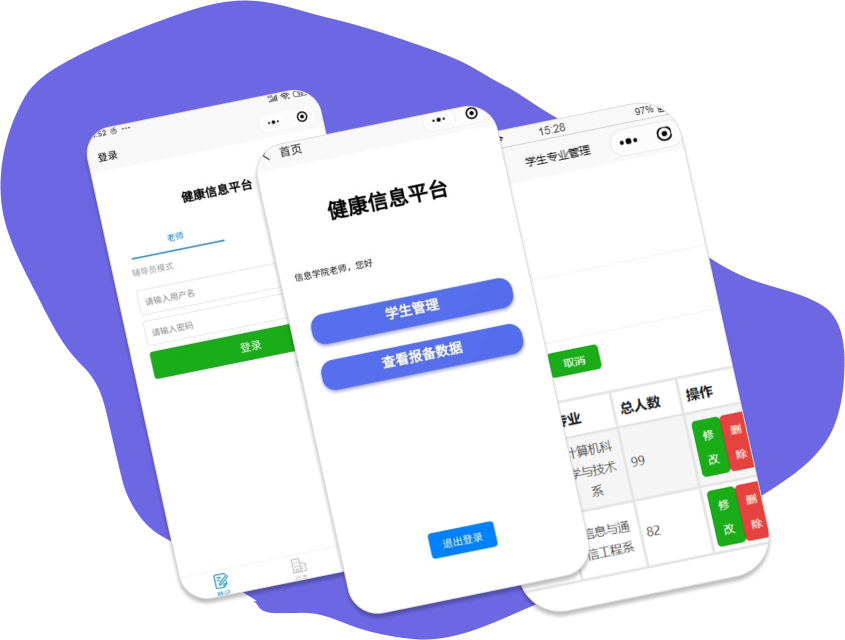 :52
登录
健康信息平台
老师
辅导员模式
请输入用户名
请输入密码
登录
登记
首页
健康信息平台
信息学院老师，您好
学生管理
查看报备数据
退出登录
15:28
97%
学生专业管理
取消
专业
总人数
操作
计算机科
学与技术
系
99
修
改
删
除
信息与通
信工程系
82
修
改
删
除